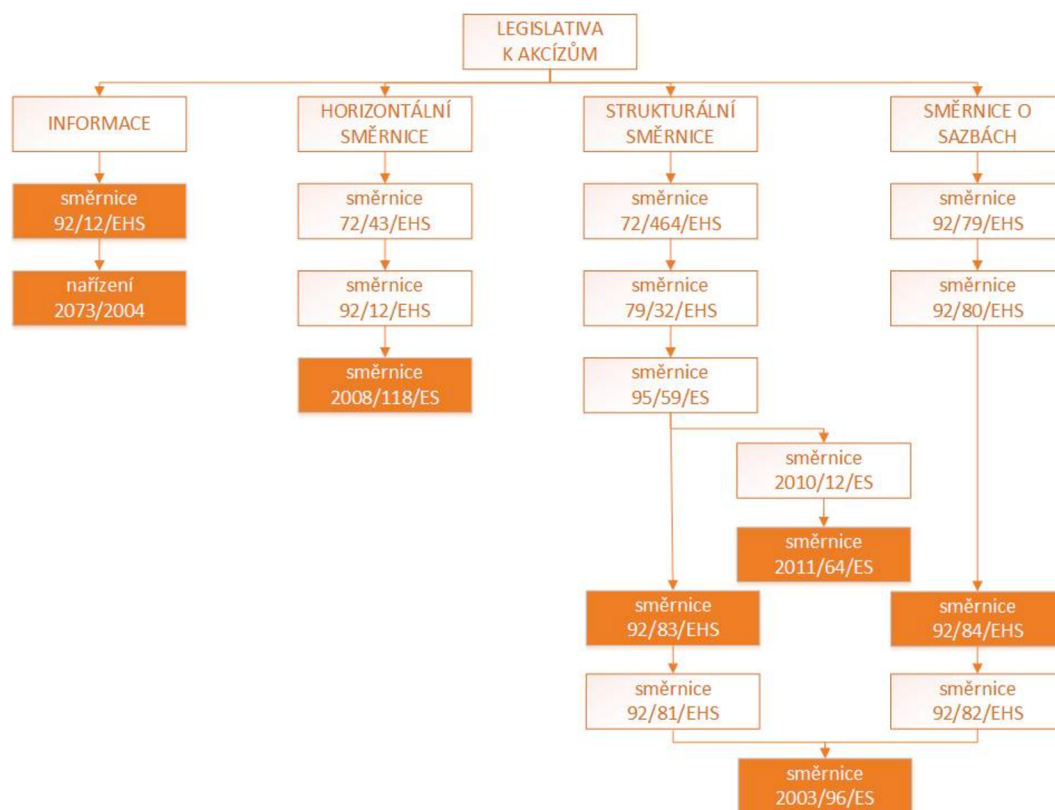 LEGISLATIVA
K AKCÍZŮM
INFORMACE
HORIZONTÁLNÍ
SMĚRNICE
STRUKTURÁLNÍ
SMĚRNICE
SMĚRNICE O
SAZBÁCH
směrnice
92/12/EHS
směrnice
72/43/EHS
směrnice
72/464/EHS
směrnice
92/79/EHS
nařízení
2073/2004
směrnice
92/12/EHS
směrnice
79/32/EHS
směrnice
92/80/EHS
směrnice
2008/118/ES
směrnice
95/59/ES
směrnice
2010/12/ES
směrnice
2011/64/ES
směrnice
92/83/EHS
směrnice
92/84/EHS
směrnice
92/81/EHS
směrnice
92/82/EHS
směrnice
2003/96/ES